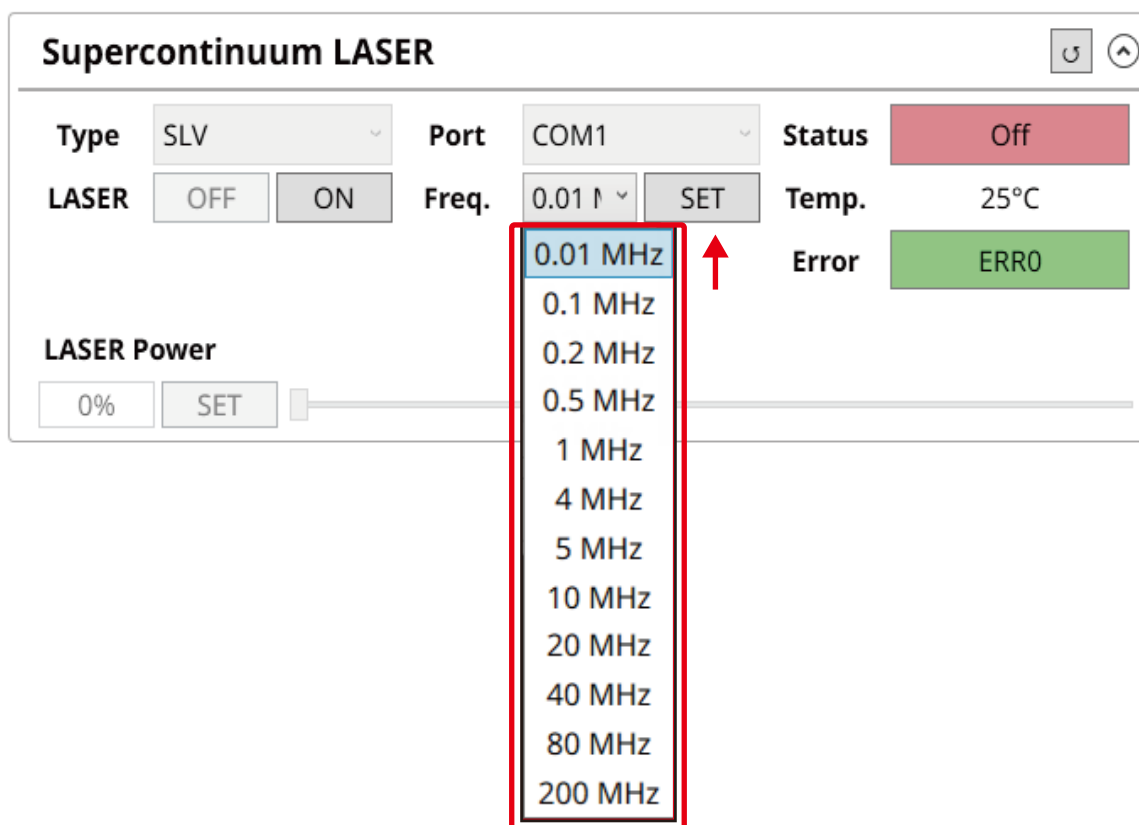 Supercontinuum LASER
Type SLV Port COM1 Status Off
LASER OFF ON Freq. 0.01 M SET Temp. 25°C
Error ERR0
0.01 MHz
0.1 MHz
0.2 MHz
0.5 MHz
1 MHz
4 MHz
5 MHz
10 MHz
20 MHz
40 MHz
80 MHz
200 MHz
LASER Power
0% SET